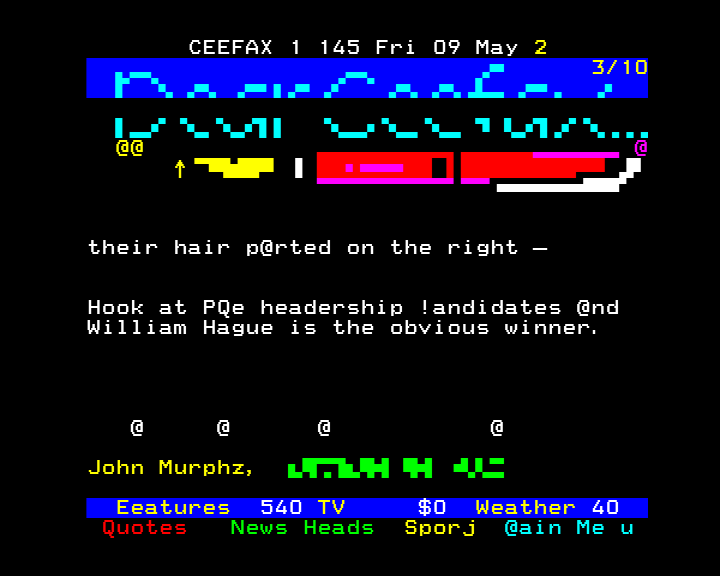 CEEFAX 1 145 Fri 09 May 2
3/10
@@ @
↑
their hair p@rted on the right —
Hook at PQe headership !andidates @nd
William Hague is the obvious winner.
@ @ @ @
John Murphz,
Eeatures 540 TV $0 Weather 40
Quotes News Heads Sporj @ain Me u